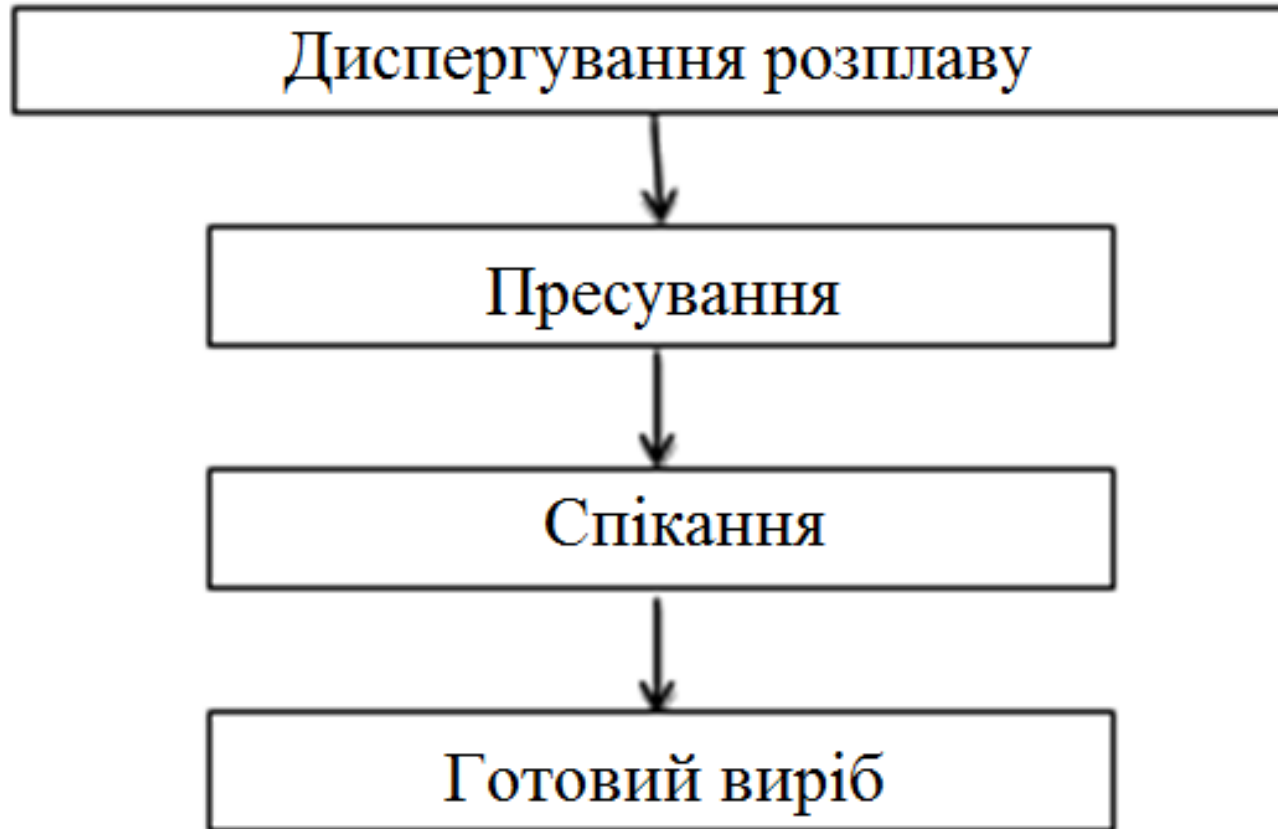 Диспергування розплаву
Пресування
Спікання
Готовий виріб